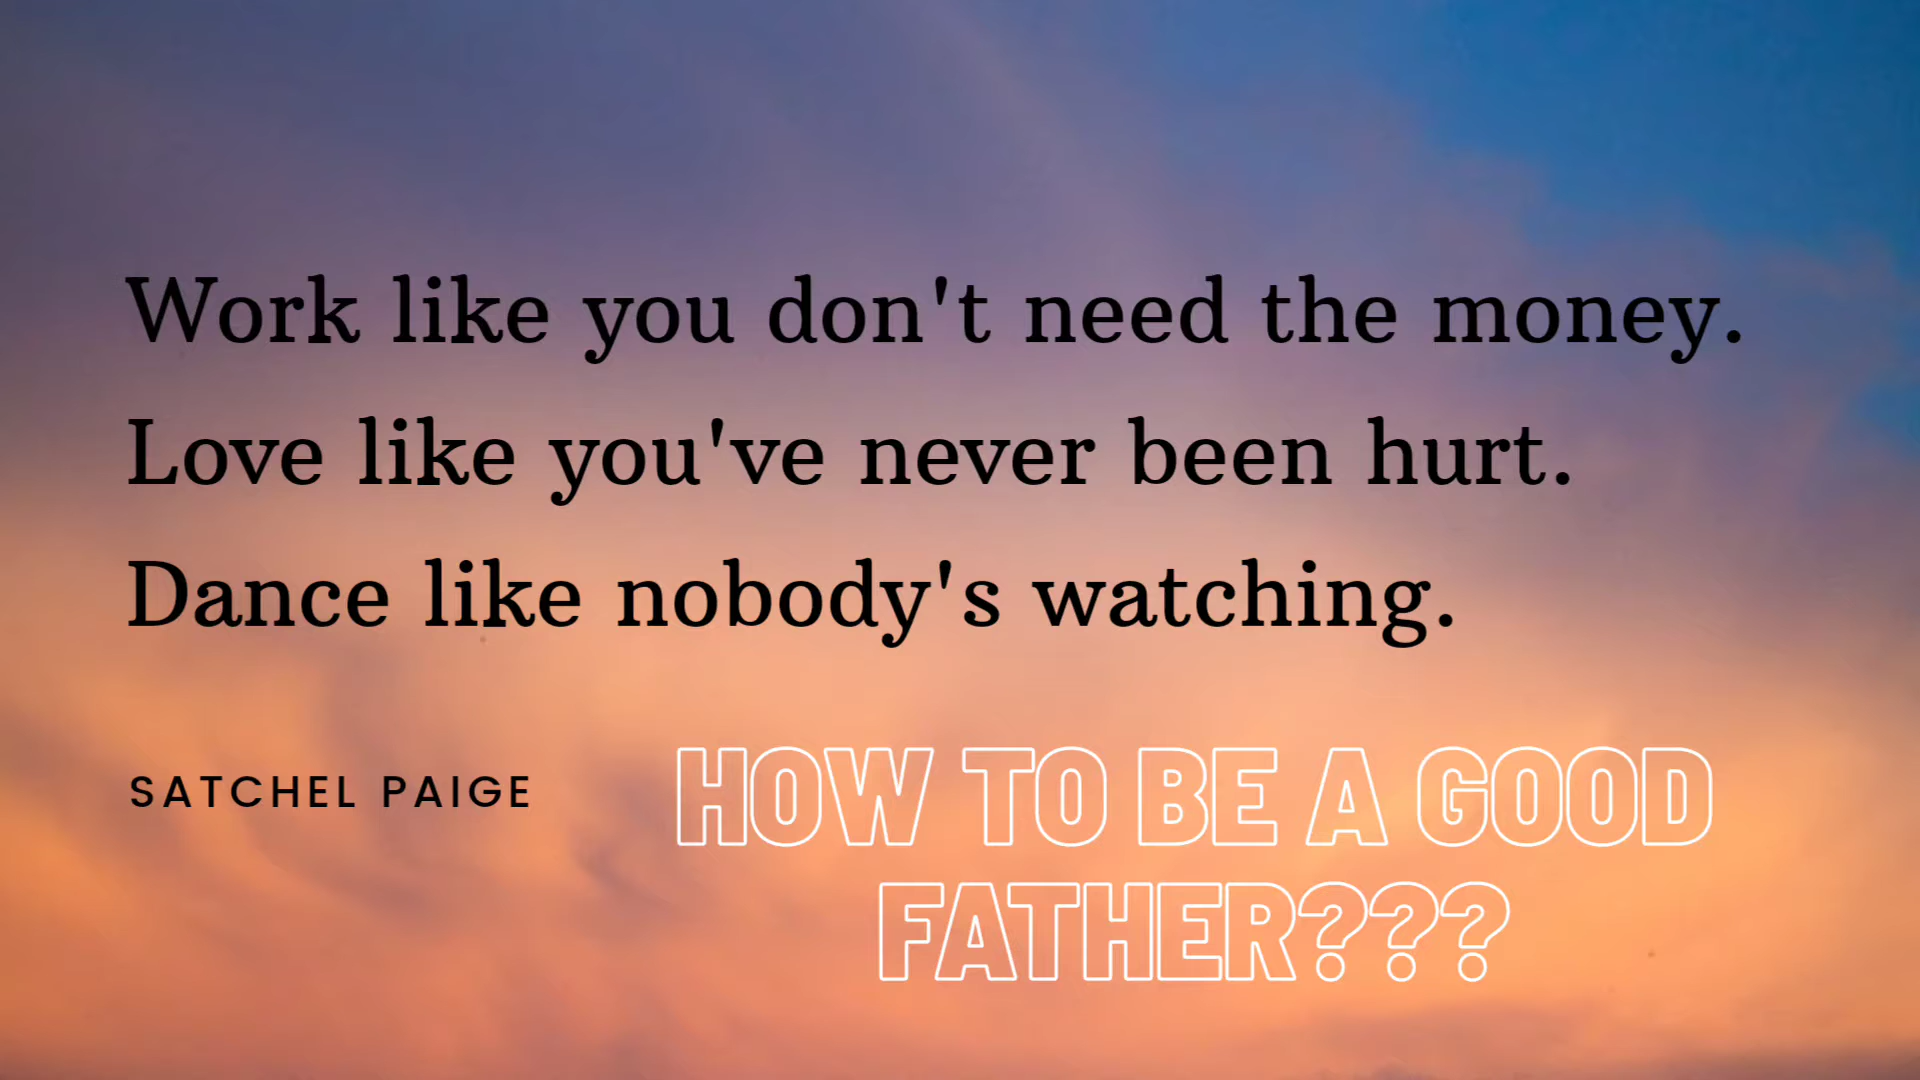 Work like you don't need the money.
Love like you've never been hurt.
Dance like nobody's watching.
SATCHEL PAIGE
HOW TO BE A GOOD
FATHER???